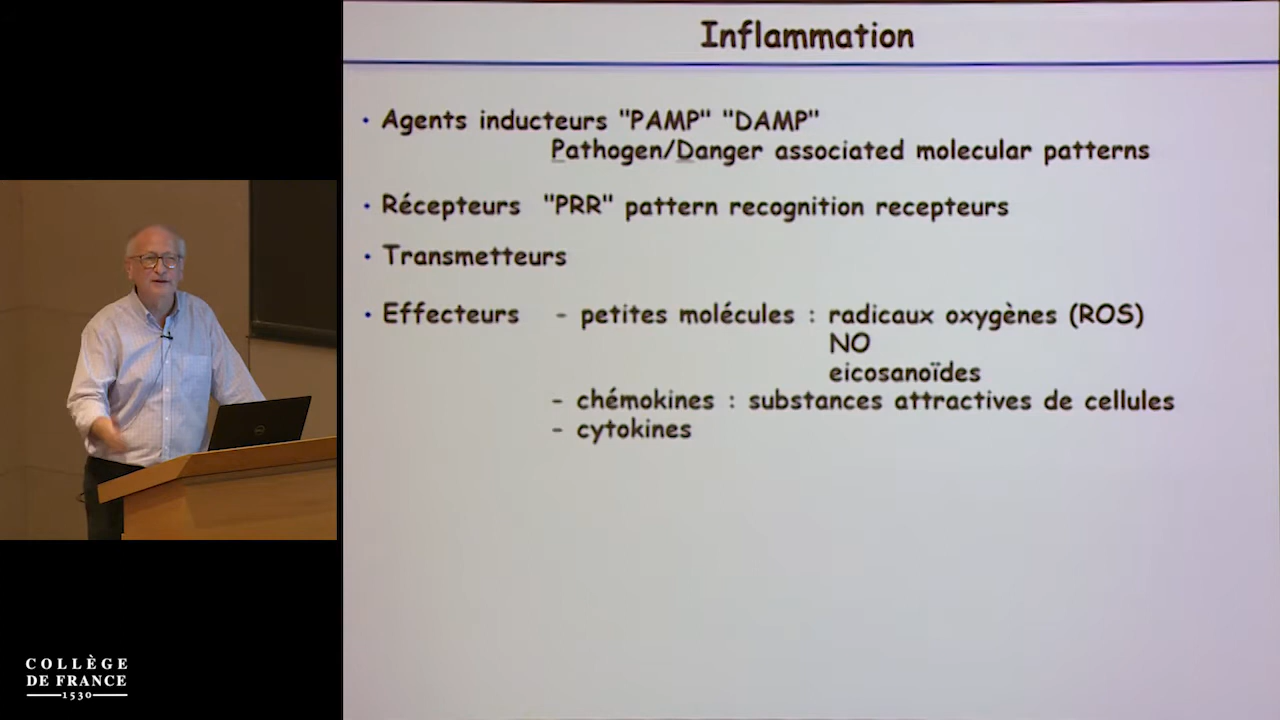 Inflammation
• Agents inducteurs "PAMP" "DAMP"
Pathogen/Danger associated molecular patterns
• Récepteurs "PRR" pattern recognition recepteurs
• Transmetteurs
• Effecteurs - petites molécules : radicaux oxygènes (ROS)
NO
eicosanoïdes
- chémokines : substances attractives de cellules
- cytokines
COLLÈGE
DE FRANCE
1530